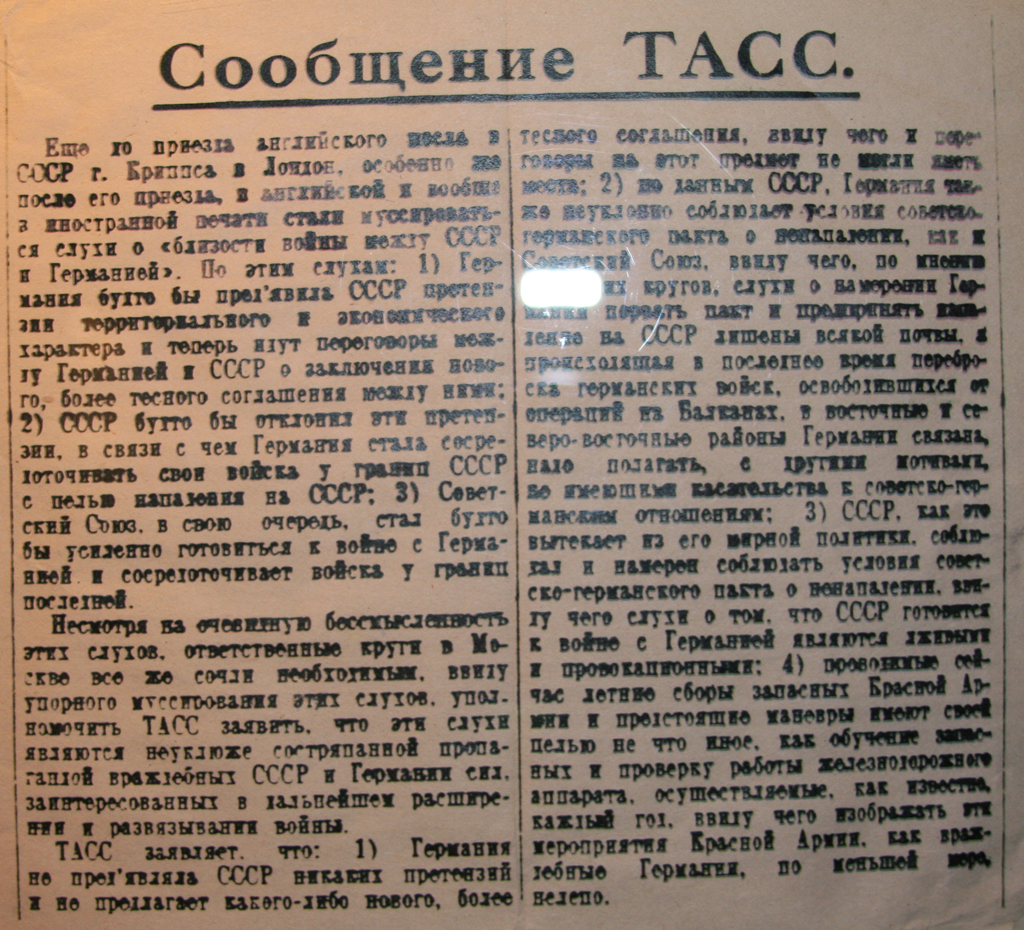 Сообщение ТАСС.
Еще до приезда английского посла в
СССР г. Криппса в Лондон, особенно же
после его приезда, в английской и вообще
в иностранной печати стали муссировать-
ся слухи о «близости войны между СССР
и Германией». По этим слухам: 1) Гер-
мания будто бы пред'явила СССР претен-
зии территориального и экономического
характера и теперь идут переговоры меж-
ду Германией и СССР о заключении ново-
го, более тесного соглашения между ними;
2) СССР будто бы отклонил эти претен-
зии, в связи с чем Германия стала сосре-
доточивать свои войска у границ СССР
с целью нападения на СССР; 3) Совет-
ский Союз, в свою очередь, стал будто
бы усиленно готовиться к войне с Герма-
нией и сосредоточивает войска у границ
последней.
Несмотря на очевидную бессмысленность
этих слухов, ответственные круги в Мо-
скве все же сочли необходимым, ввиду
упорного муссирования этих слухов, упол-
номочить ТАСС заявить, что эти слухи
являются неуклюже состряпанной пропа-
гандой враждебных СССР и Германии сил,
заинтересованных в дальнейшем расшире-
нии и развязывании войны.
ТАСС заявляет, что: 1) Германия
не пред'являла СССР никаких претензий
и не предлагает какого-либо нового, более
тесного соглашения, ввиду чего и пере-
говоры на этот предмет не могли иметь
места; 2) по данным СССР, Германия так-
же неуклонно соблюдает условия советско-
германского пакта о ненападении, как и
Советский Союз, ввиду чего, по мнению
кругов, слухи о намерении Гер-
мании порвать пакт и предпринять напа-
дение на СССР лишены всякой почвы, а
происходящая в последнее время переброс-
ка германских войск, освободившихся от
операций на Балканах, в восточные и се-
веро-восточные районы Германии связана,
надо полагать, с другими мотивами,
не имеющими касательства к советско-гер-
манским отношениям; 3) СССР, как это
вытекает из его мирной политики, соблю-
дал и намерен соблюдать условия совет-
ско-германского пакта о ненападении, вви-
ду чего слухи о том, что СССР готовится
к войне с Германией являются лживыми
и провокационными; 4) проводимые сей-
час летние сборы запасных Красной Ар-
мии и предстоящие маневры имеют своей
целью не что иное, как обучение запас-
ных и проверку работы железнодорожного
аппарата, осуществляемые, как известно,
каждый год, ввиду чего изображать эти
мероприятия Красной Армии, как враж-
дебные Германии, по меньшей мере,
нелепо.